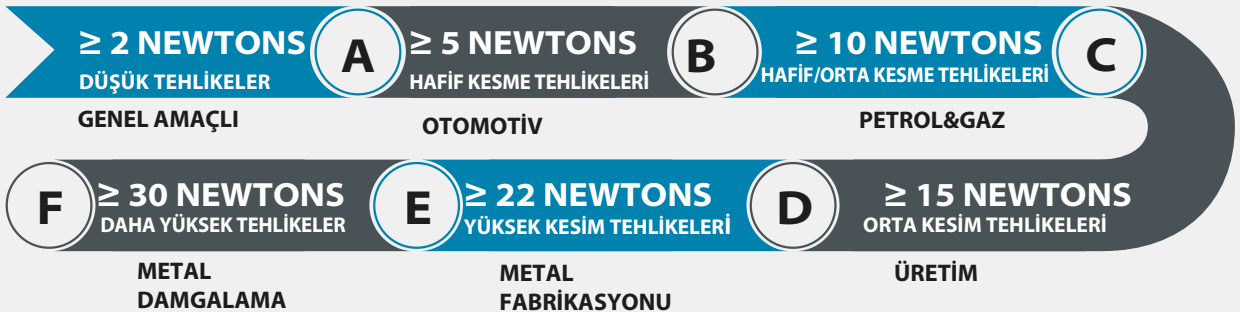 ≥ 2 NEWTONS
DÜŞÜK TEHLİKELER
GENEL AMAÇLI
A
≥ 5 NEWTONS
HAFİF KESME TEHLİKELERİ
OTOMOTİV
B
≥ 10 NEWTONS
HAFİF/ORTA KESME TEHLİKELERİ
PETROL&GAZ
C
≥ 15 NEWTONS
ORTA KESİM TEHLİKELERİ
ÜRETİM
D
≥ 22 NEWTONS
YÜKSEK KESİM TEHLİKELERİ
METAL
FABRİKASYONU
E
≥ 30 NEWTONS
DAHA YÜKSEK TEHLİKELER
METAL
DAMGALAMA
F